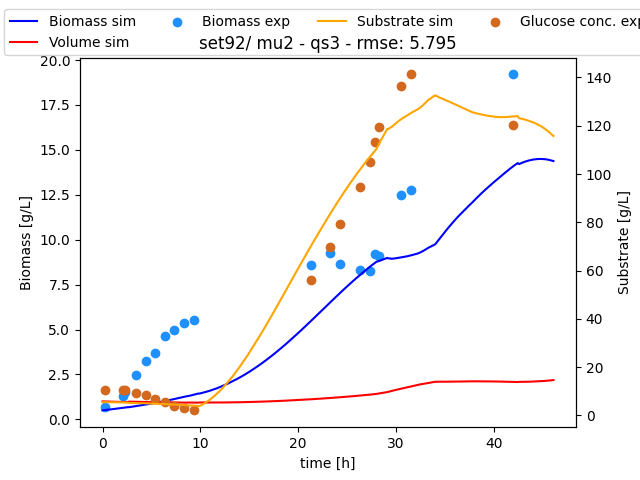 Biomass sim Biomass exp Substrate sim Glucose conc. exp
Volume sim
set92/ mu2 - qs3 - rmse: 5.795
20.0
17.5
15.0
12.5
10.0
7.5
5.0
2.5
0.0
Biomass [g/L]
0 10 20 30 40
time [h]
140
120
100
80
60
40
20
0
Substrate [g/L]